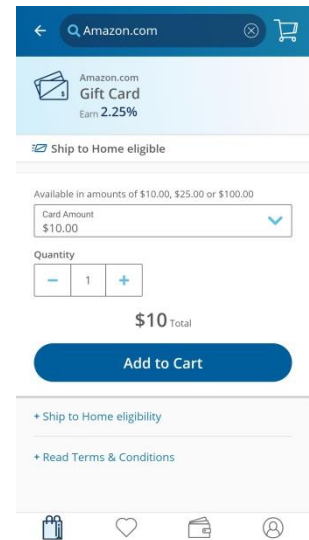 Amazon.com
Amazon.com
Gift Card
Earn 2.25%
Ship to Home eligible
Available in amounts of $10.00, $25.00 or $100.00
Card Amount
$10.00
Quantity
− 1 +
$10 Total
Add to Cart
+ Ship to Home eligibility
+ Read Terms & Conditions